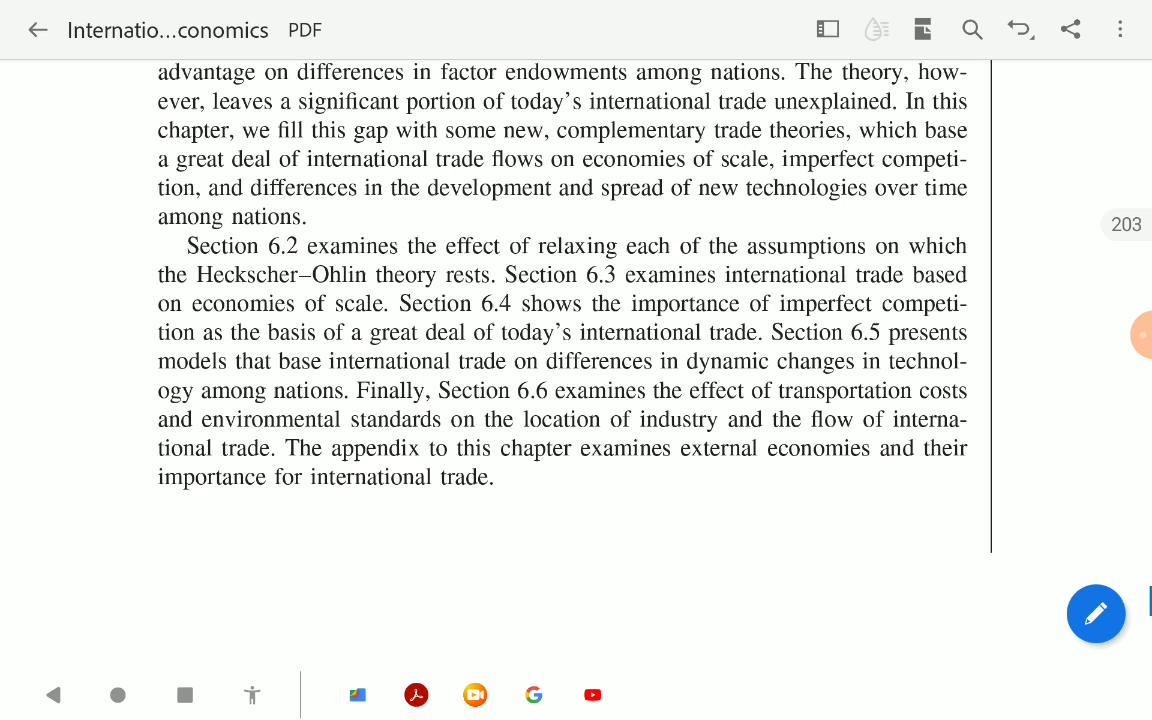 Internatio...conomics PDF
advantage on differences in factor endowments among nations. The theory, how-
ever, leaves a significant portion of today's international trade unexplained. In this
chapter, we fill this gap with some new, complementary trade theories, which base
a great deal of international trade flows on economies of scale, imperfect competi-
tion, and differences in the development and spread of new technologies over time
among nations.
203
Section 6.2 examines the effect of relaxing each of the assumptions on which
the Heckscher–Ohlin theory rests. Section 6.3 examines international trade based
on economies of scale. Section 6.4 shows the importance of imperfect competi-
tion as the basis of a great deal of today's international trade. Section 6.5 presents
models that base international trade on differences in dynamic changes in technol-
ogy among nations. Finally, Section 6.6 examines the effect of transportation costs
and environmental standards on the location of industry and the flow of interna-
tional trade. The appendix to this chapter examines external economies and their
importance for international trade.